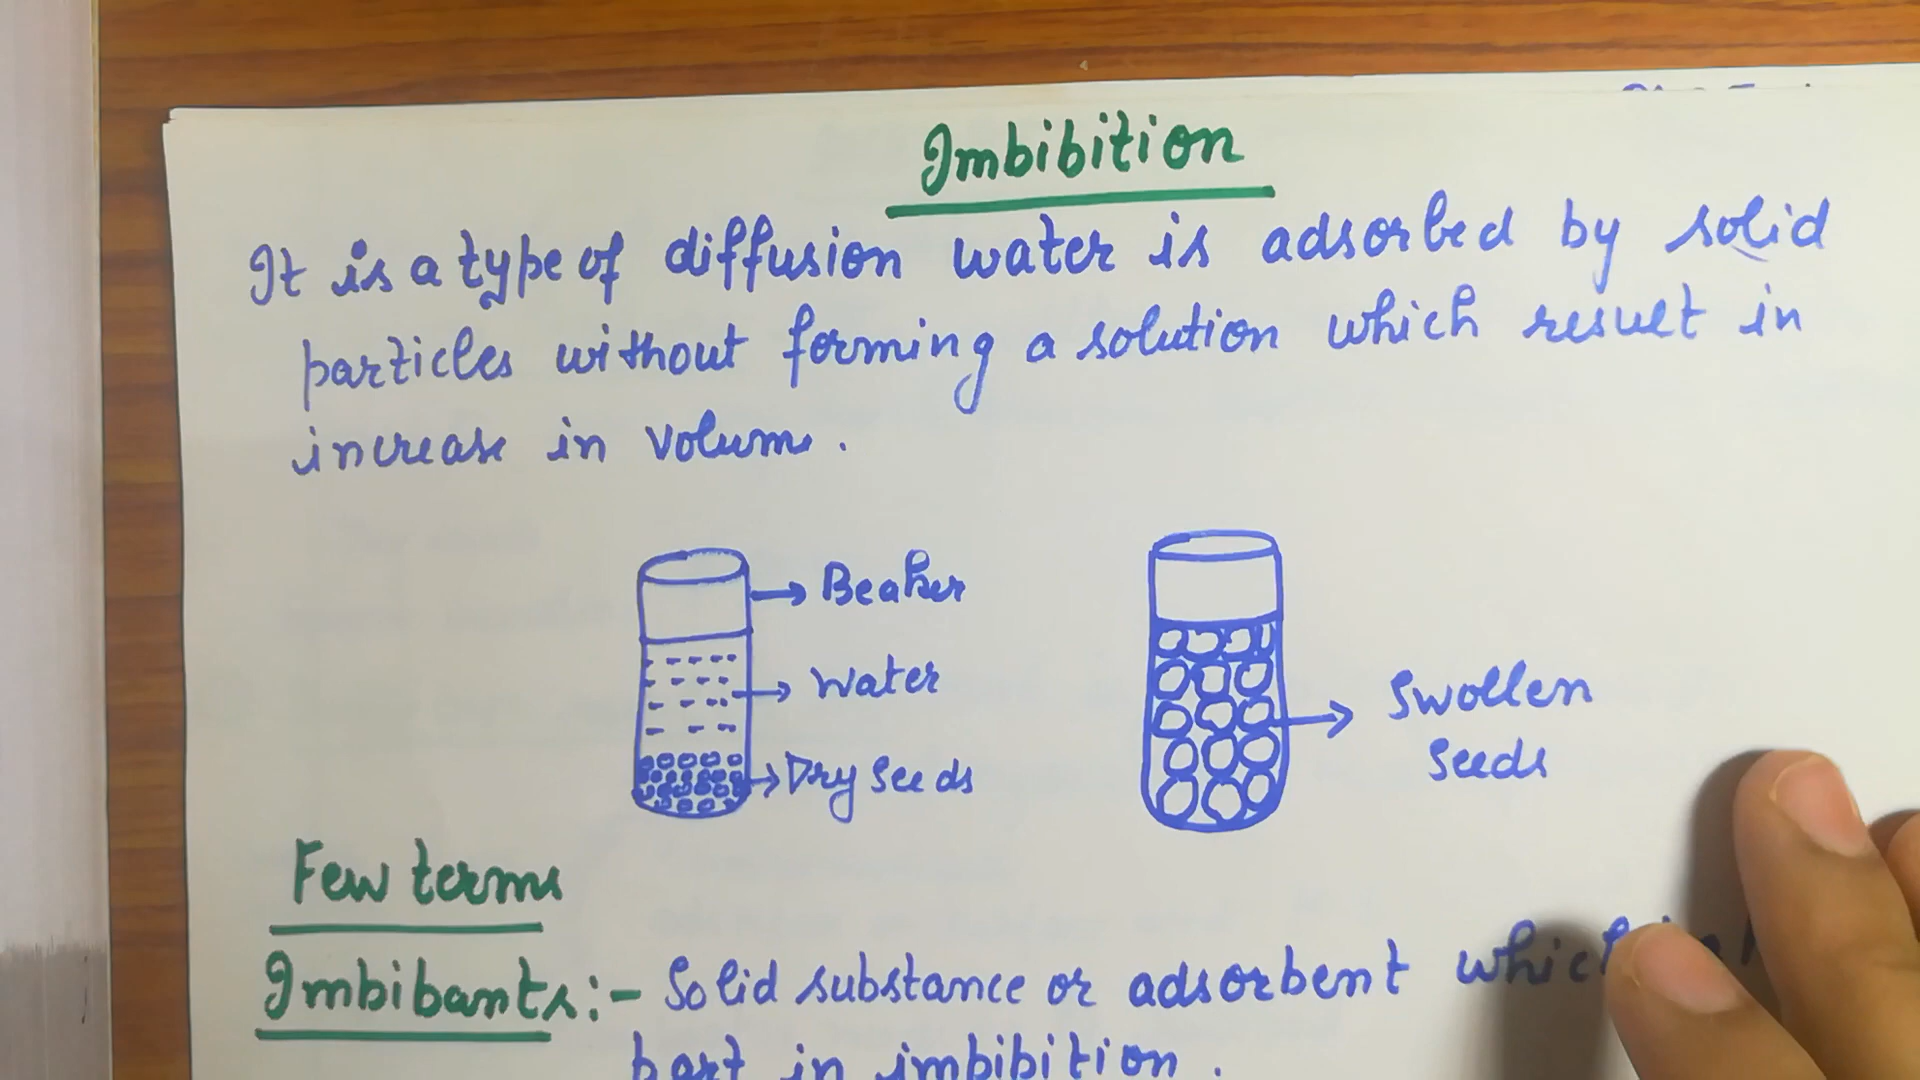 Imbibition
It is a type of diffusion water is adsorbed by solid
particles without forming a solution which result in
increase in volume.
Beaker
Water
Dry seeds
Swollen
seeds
Few terms
Imbibants:- Solid substance or adsorbent which
part in imbibition.